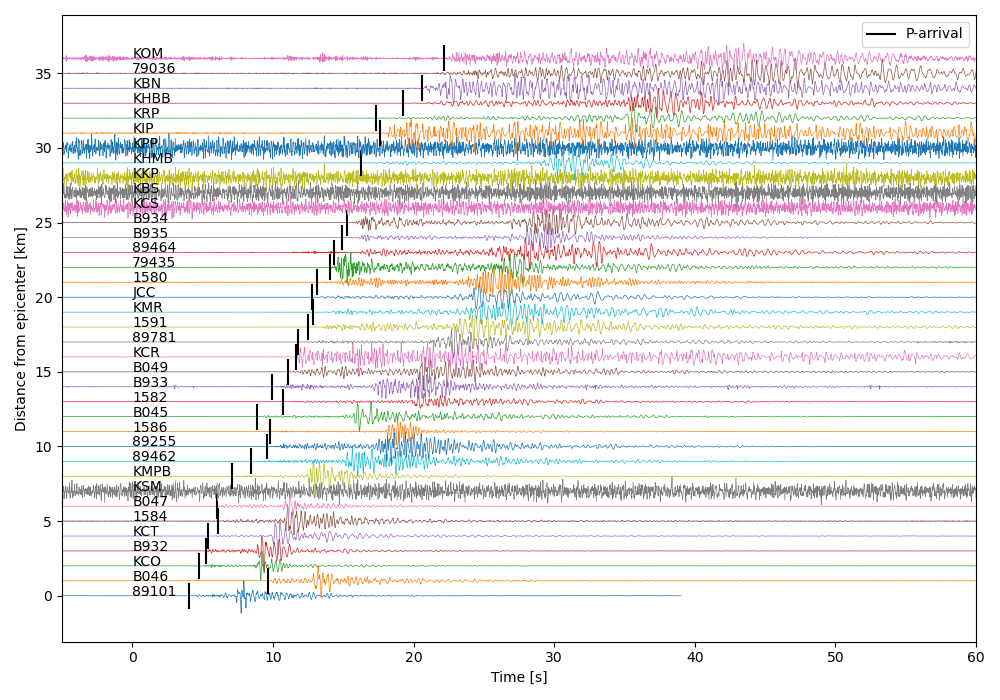 P-arrival
KOM
79036
35
KBN
KHBB
KRP
KIP
30
KPP
KHMB
KKP
KBS
KCS
25
B934
B935
89464
79435
1580
20
JCC
KMR
1591
89781
KCR
15
B049
B933
1582
B045
1586
10
89255
89462
KMPB
KSM
B047
5
1584
KCT
B932
KCO
B046
0
89101
Distance from epicenter [km]
0 10 20 30 40 50 60
Time [s]